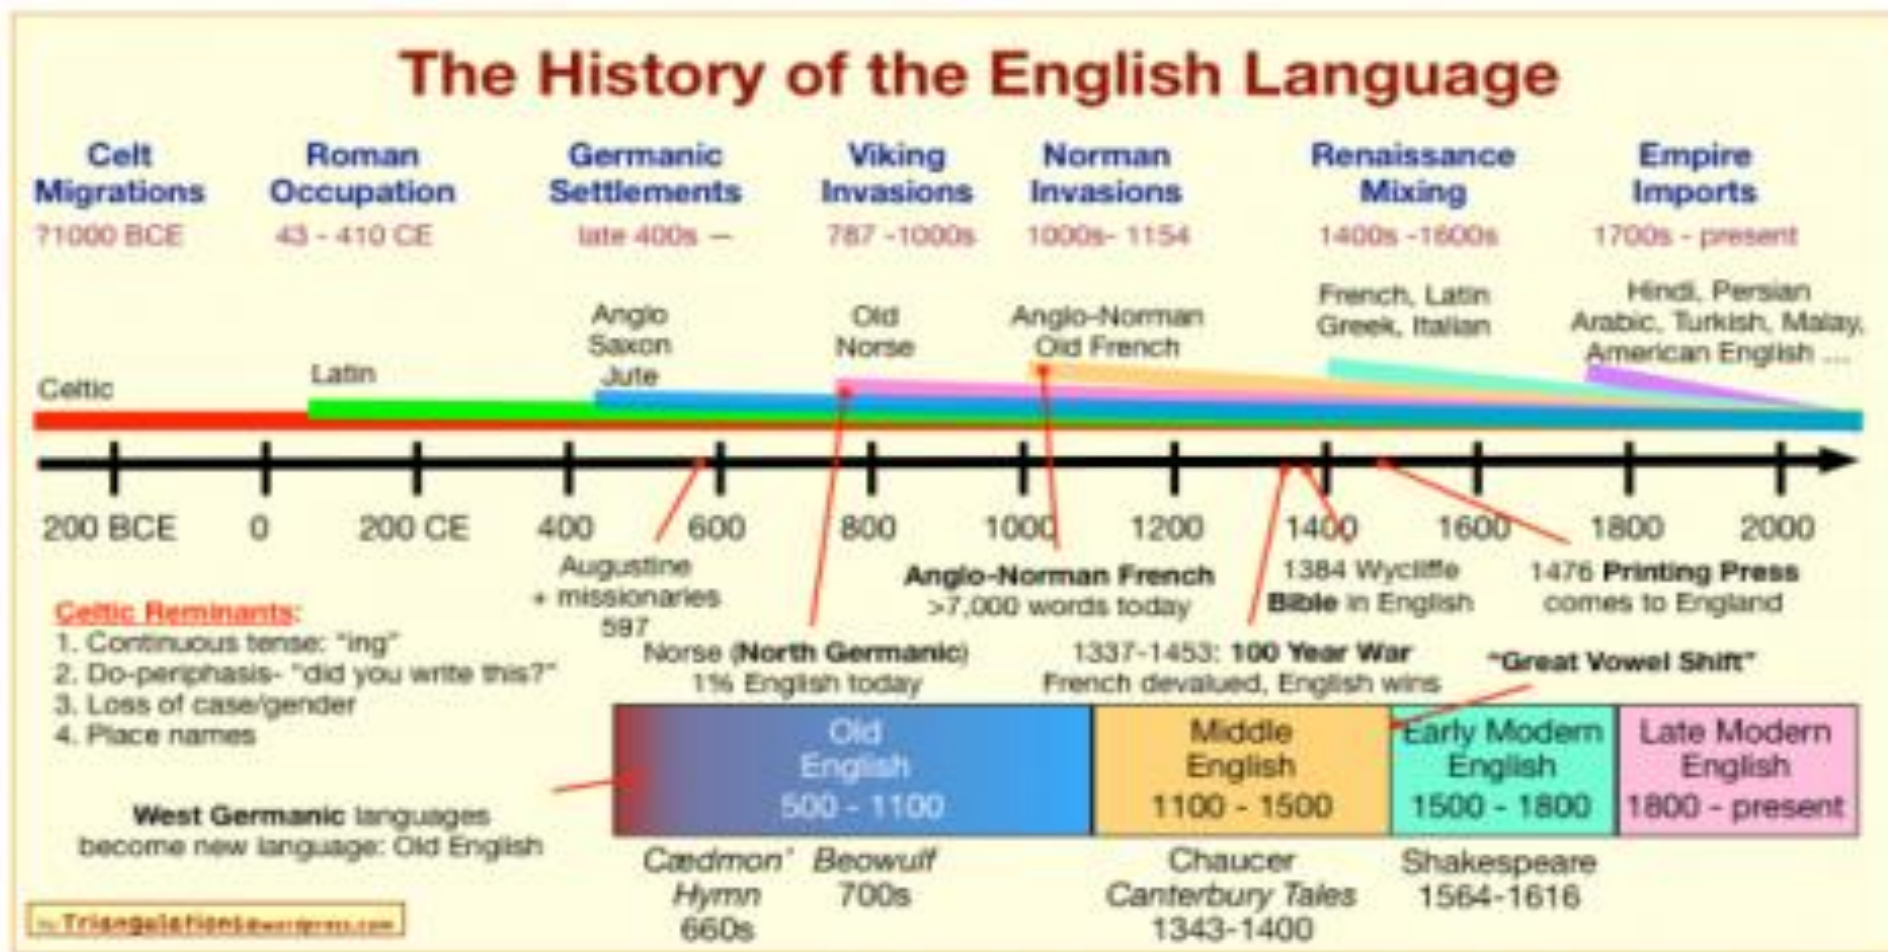 The History of the English Language
Celt
Migrations
?1000 BCE
Roman
Occupation
43 - 410 CE
Germanic
Settlements
late 400s —
Viking
Invasions
787 -1000s
Norman
Invasions
1000s- 1154
Renaissance
Mixing
1400s -1600s
Empire
Imports
1700s - present
Celtic
Latin
Anglo
Saxon
Jute
Old
Norse
Anglo-Norman
Old French
French, Latin
Greek, Italian
Hindi, Persian
Arabic, Turkish, Malay,
American English ...
200 BCE 0 200 CE 400 600 800 1000 1200 1400 1600 1800 2000
Augustine
+ missionaries
597
Norse (North Germanic)
1% English today
Anglo-Norman French
>7,000 words today
1337-1453: 100 Year War
French devalued, English wins
1384 Wycliffe
Bible in English
1476 Printing Press
comes to England
"Great Vowel Shift"
Celtic Reminants:
1. Continuous tense: "ing"
2. Do-periphasis- "did you write this?"
3. Loss of case/gender
4. Place names
West Germanic languages
become new language: Old English
Old
English
500 - 1100
Middle
English
1100 - 1500
Early Modern
English
1500 - 1800
Late Modern
English
1800 - present
Cædmon'
Hymn
660s
Beowulf
700s
Chaucer
Canterbury Tales
1343-1400
Shakespeare
1564-1616
Triangulations.wordpress.com